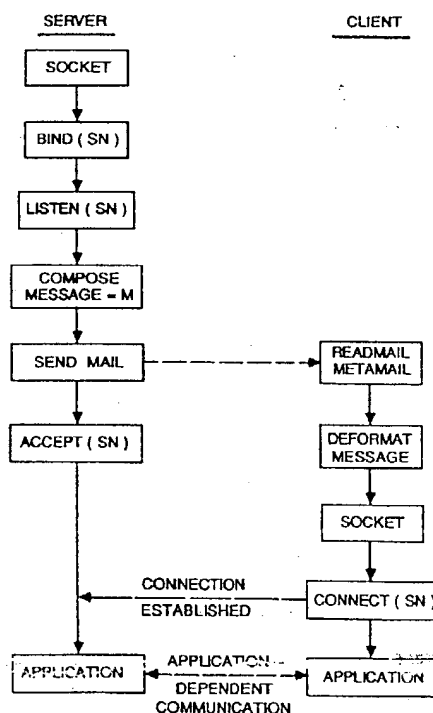 SERVER
CLIENT
SOCKET
BIND ( SN )
LISTEN ( SN )
COMPOSE
MESSAGE = M
SEND MAIL
READMAIL
METAMAIL
ACCEPT ( SN )
DEFORMAT
MESSAGE
SOCKET
CONNECTION
ESTABLISHED
CONNECT ( SN )
APPLICATION
APPLICATION
DEPENDENT
COMMUNICATION
APPLICATION